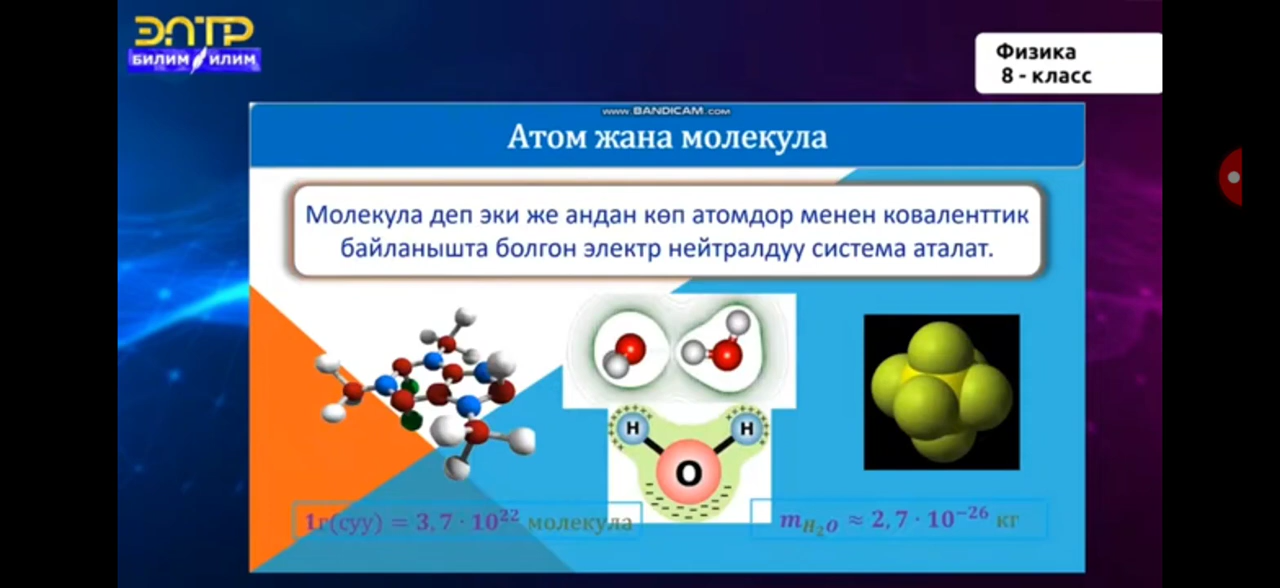 ЭЛТР
БИЛИМ ИЛИМ
Физика
8 - класс
www.BANDICAM.com
Атом жана молекула
Молекула деп эки же андан көп атомдор менен коваленттик
байланышта болгон электр нейтралдуу система аталат.
H H
O
1г(суу) = 3,7 · 10²² молекула
m_H₂O ≈ 2,7 · 10⁻²⁶ кг